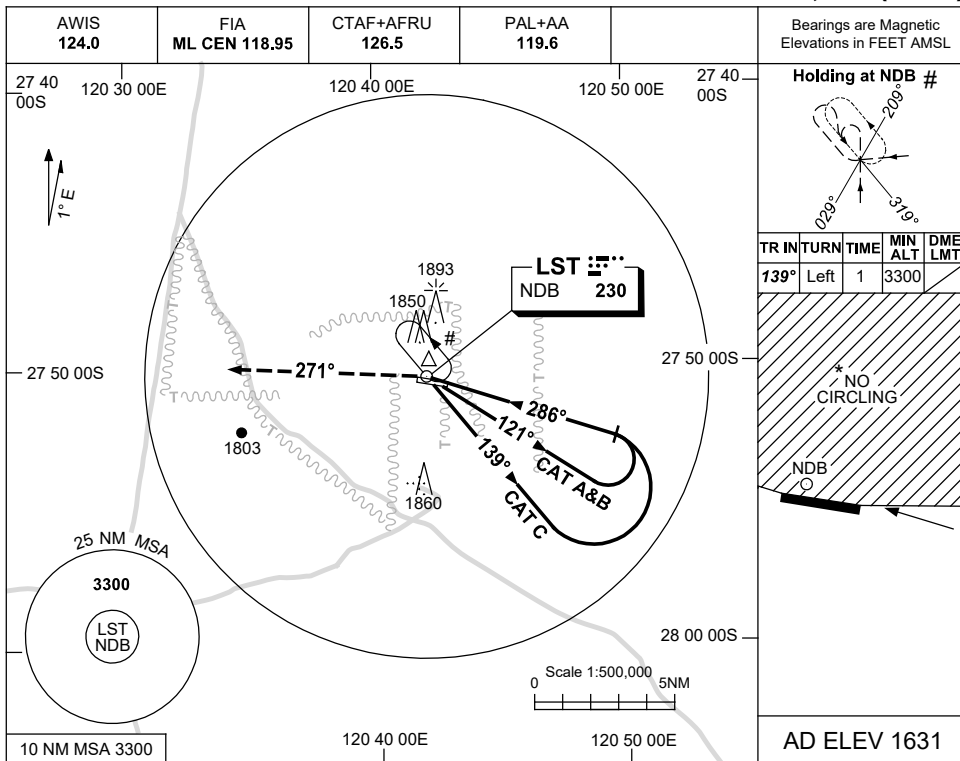 AWIS
124.0
FIA
ML CEN 118.95
CTAF+AFRU
126.5
PAL+AA
119.6
Bearings are Magnetic
Elevations in FEET AMSL
27 40
00S
120 30 00E
120 40 00E
120 50 00E
27 40
00S
1° E
Holding at NDB #
209°
029°
319°
TR IN TURN TIME MIN ALT DME LMT
139° Left 1 3300
1893
1850
#
LST
NDB 230
27 50 00S
27 50 00S
271°
286°
121°
CAT A&B
139°
CAT C
1803
1860
T
T
T
T
T
T
* NO
CIRCLING
NDB
25 NM MSA
3300
LST
NDB
28 00 00S
Scale 1:500,000
0 5NM
10 NM MSA 3300
120 40 00E
120 50 00E
AD ELEV 1631